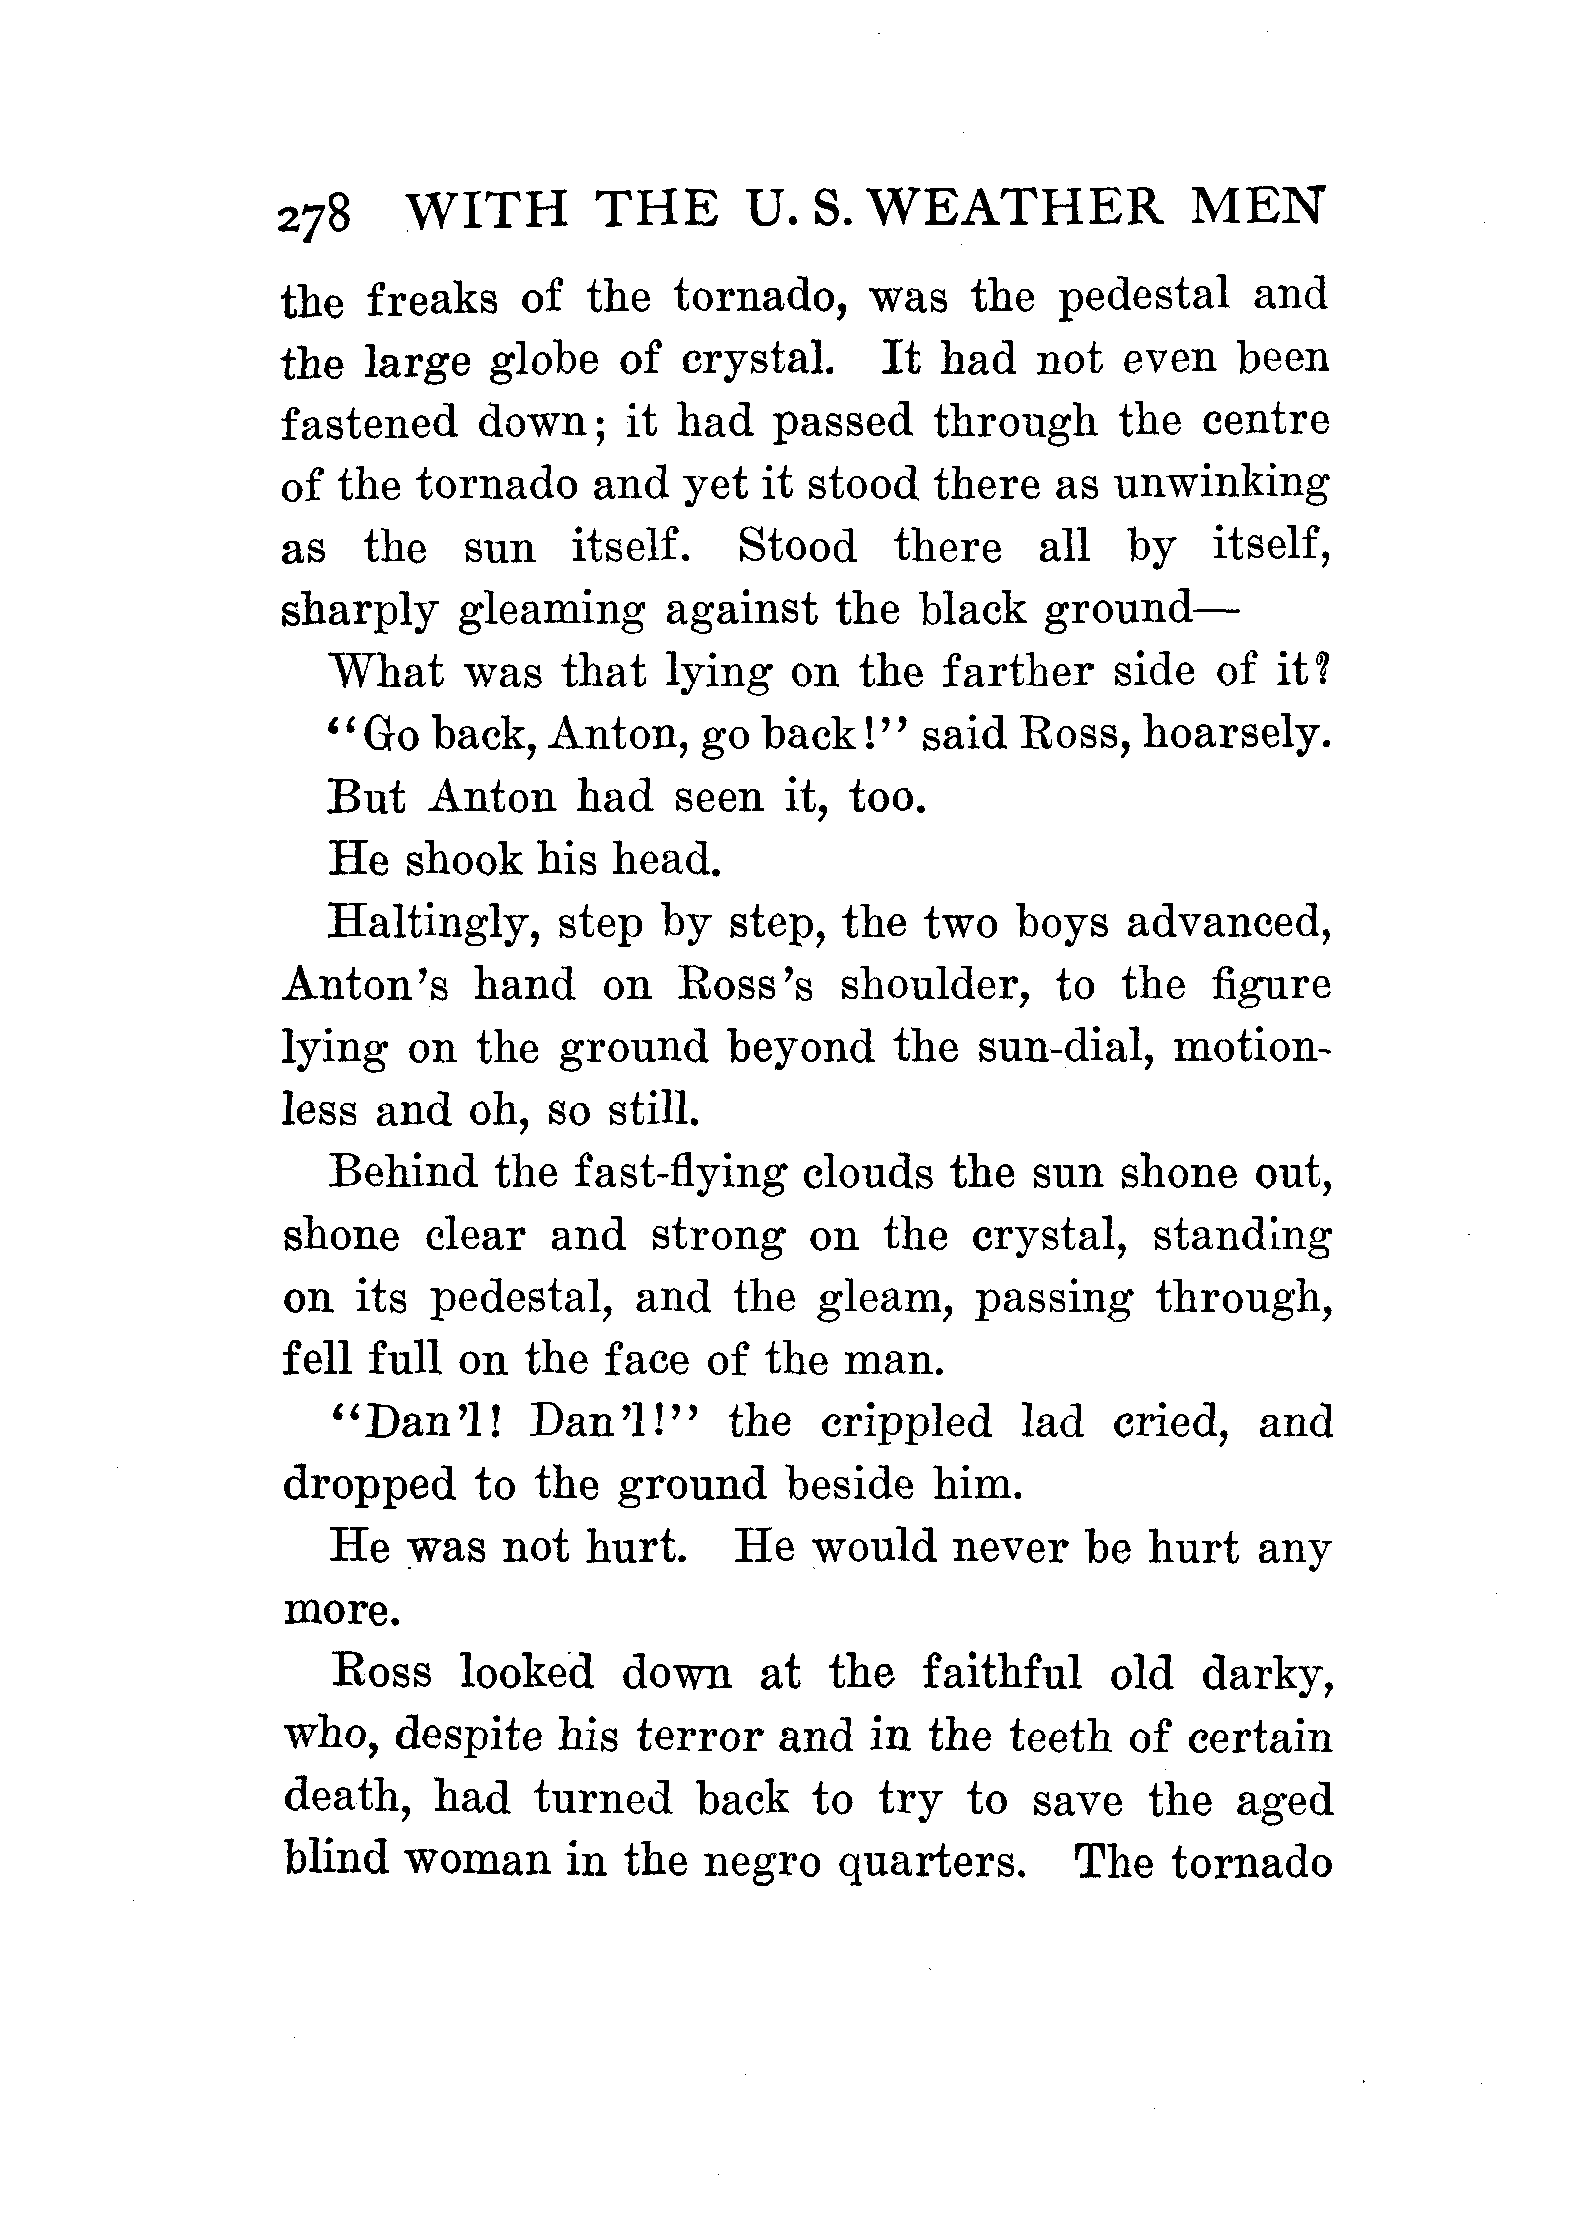 278 WITH THE U. S. WEATHER MEN
the freaks of the tornado, was the pedestal and
the large globe of crystal. It had not even been
fastened down; it had passed through the centre
of the tornado and yet it stood there as unwinking
as the sun itself. Stood there all by itself,
sharply gleaming against the black ground—
What was that lying on the farther side of it?
"Go back, Anton, go back!" said Ross, hoarsely.
But Anton had seen it, too.
He shook his head.
Haltingly, step by step, the two boys advanced,
Anton's hand on Ross's shoulder, to the figure
lying on the ground beyond the sun-dial, motion-
less and oh, so still.
Behind the fast-flying clouds the sun shone out,
shone clear and strong on the crystal, standing
on its pedestal, and the gleam, passing through,
fell full on the face of the man.
"Dan'l! Dan'l!" the crippled lad cried, and
dropped to the ground beside him.
He was not hurt. He would never be hurt any
more.
Ross looked down at the faithful old darky,
who, despite his terror and in the teeth of certain
death, had turned back to try to save the aged
blind woman in the negro quarters. The tornado